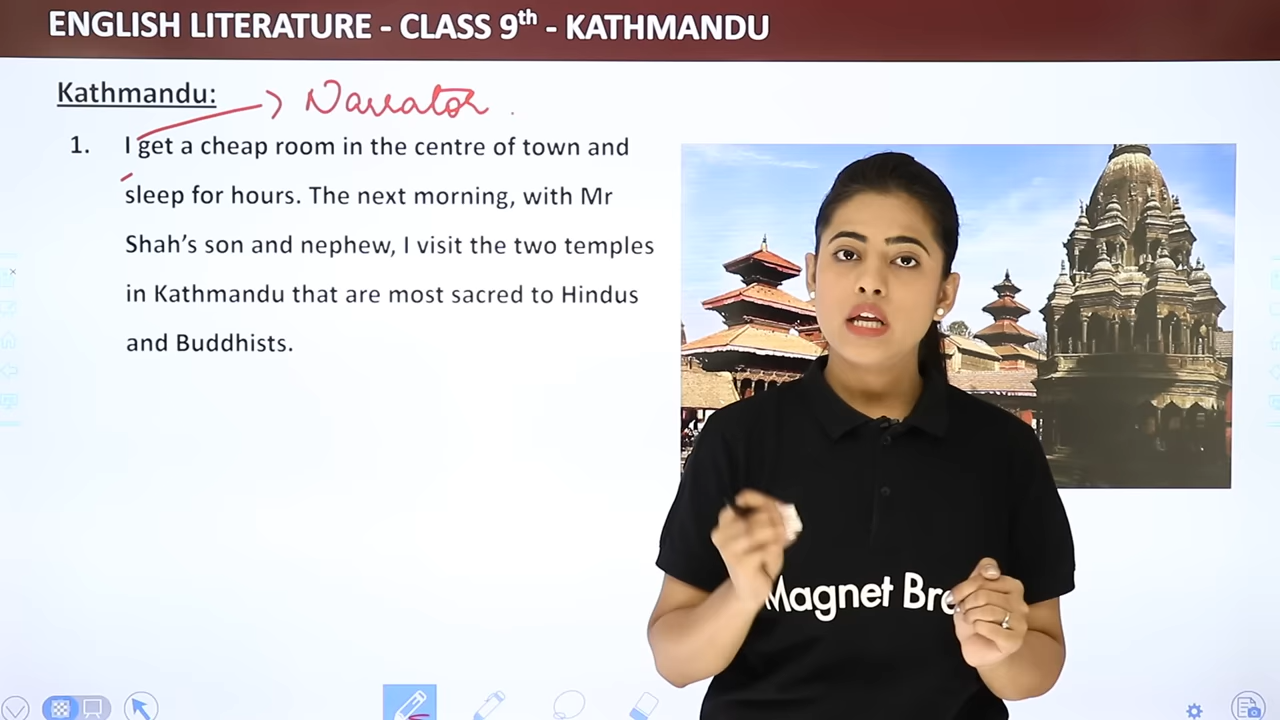 ENGLISH LITERATURE - CLASS 9th - KATHMANDU
Kathmandu:
Narrator
1. I get a cheap room in the centre of town and
sleep for hours. The next morning, with Mr
Shah's son and nephew, I visit the two temples
in Kathmandu that are most sacred to Hindus
and Buddhists.
Magnet Bre